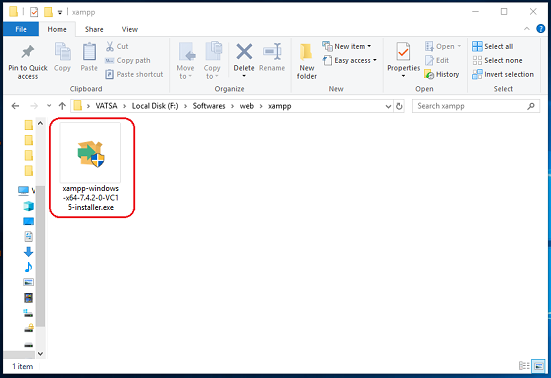 xampp
File Home Share View
Pin to Quick access
Copy
Paste
Cut
Copy path
Paste shortcut
Clipboard
Move to
Copy to
Delete
Rename
Organize
New folder
New item
Easy access
New
Properties
Open
Edit
History
Open
Select all
Select none
Invert selection
Select
VATSA > Local Disk (F:) > Softwares > web > xampp
Search xampp
xampp-windows
-x64-7.4.2-0-VC1
5-installer.exe
1 item